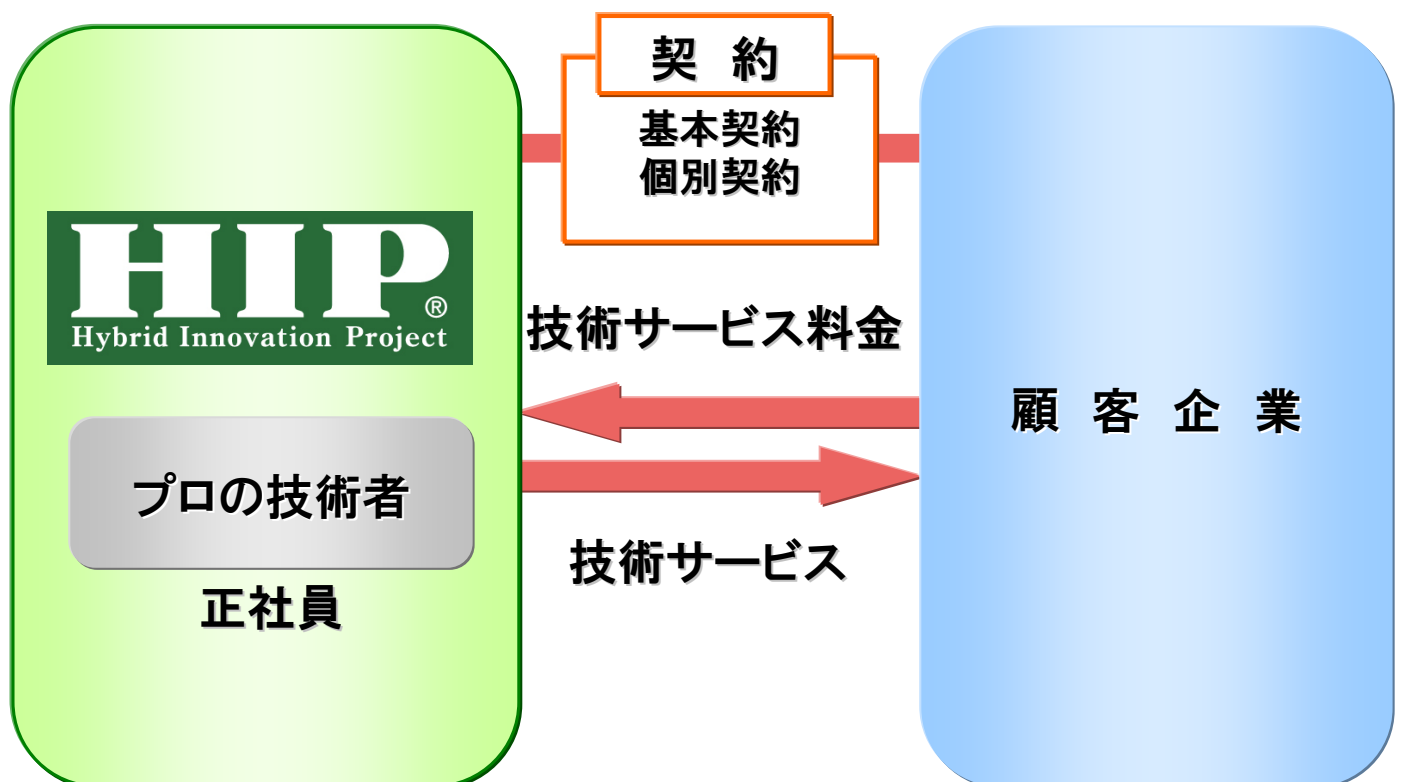 契　約
基本契約
個別契約
HIP®
Hybrid Innovation Project
技術サービス料金
顧　客　企　業
プロの技術者
技術サービス
正社員